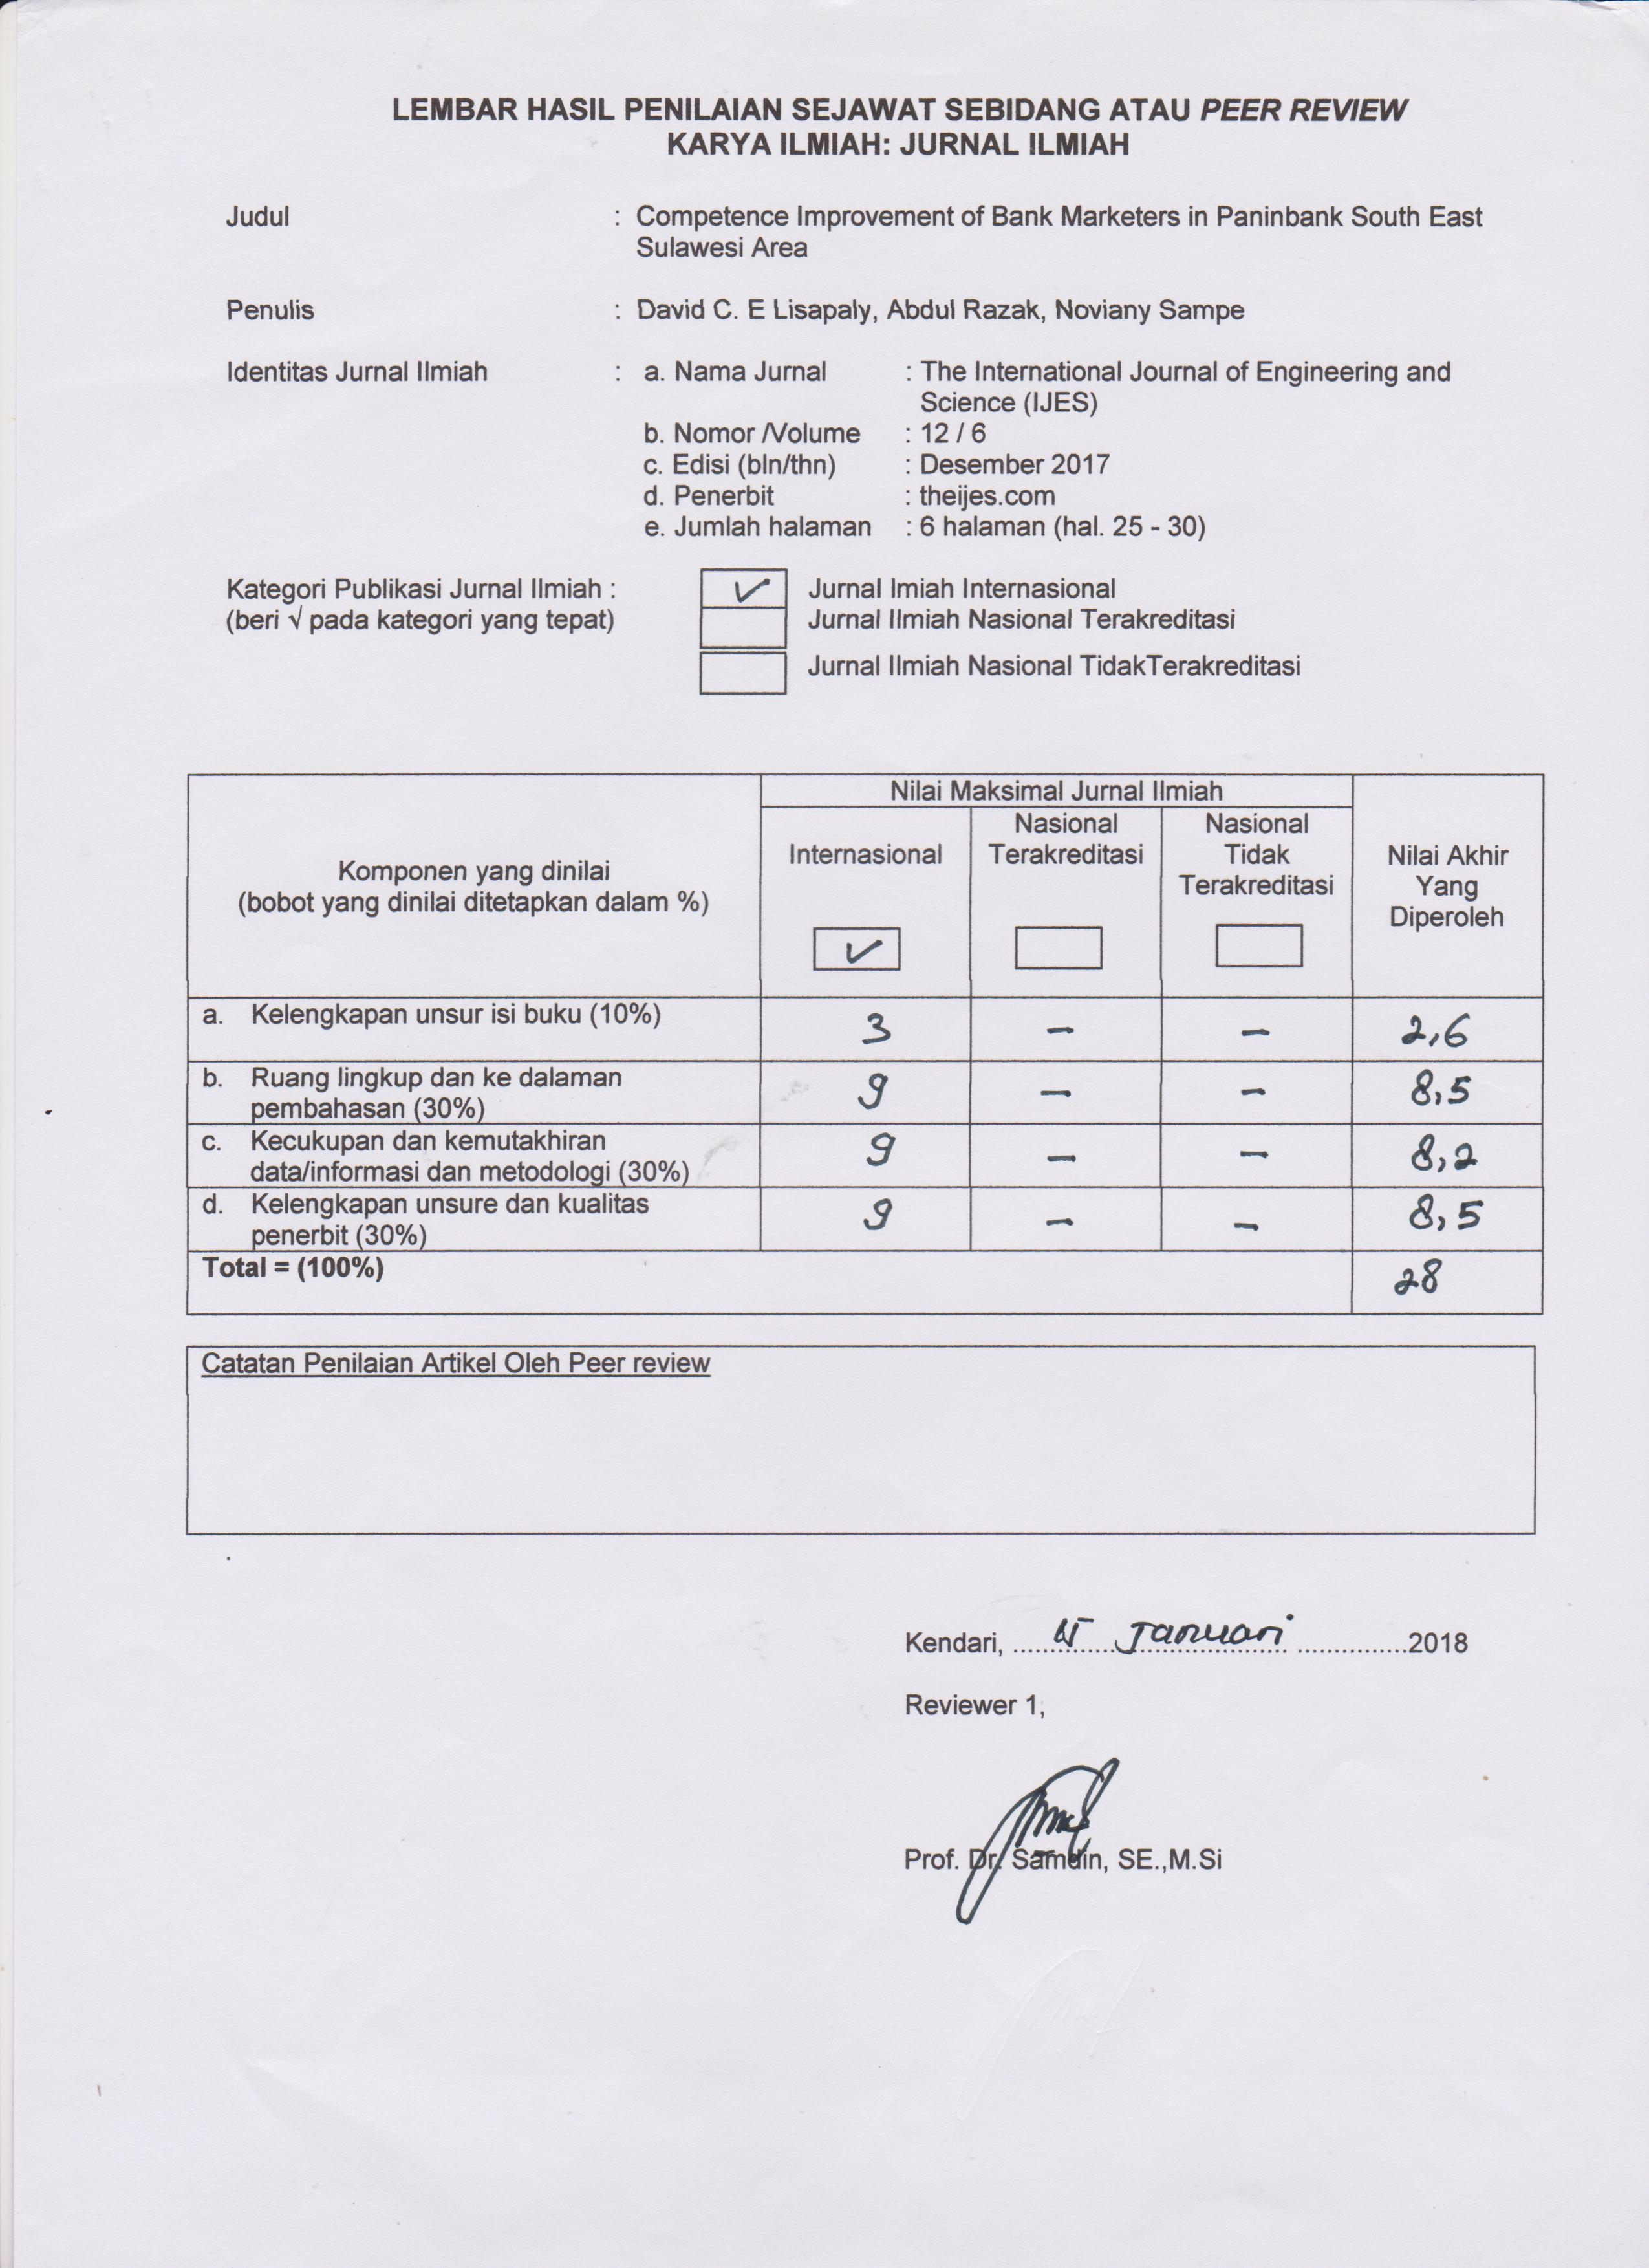 LEMBAR HASIL PENILAIAN SEJAWAT SEBIDANG ATAU PEER REVIEW
KARYA ILMIAH: JURNAL ILMIAH
Judul : Competence Improvement of Bank Marketers in Paninbank South East
Sulawesi Area
Penulis : David C. E Lisapaly, Abdul Razak, Noviany Sampe
Identitas Jurnal Ilmiah : a. Nama Jurnal : The International Journal of Engineering and
Science (IJES)
b. Nomor /Volume : 12 / 6
c. Edisi (bln/thn) : Desember 2017
d. Penerbit : theijes.com
e. Jumlah halaman : 6 halaman (hal. 25 - 30)
Kategori Publikasi Jurnal Ilmiah : ✓ Jurnal Imiah Internasional
(beri √ pada kategori yang tepat) Jurnal Ilmiah Nasional Terakreditasi
Jurnal Ilmiah Nasional TidakTerakreditasi
Komponen yang dinilai
(bobot yang dinilai ditetapkan dalam %)
Nilai Maksimal Jurnal Ilmiah
Internasional
✓
Nasional
Terakreditasi
Nasional
Tidak
Terakreditasi
Nilai Akhir
Yang
Diperoleh
a. Kelengkapan unsur isi buku (10%) 3 – – 2,6
b. Ruang lingkup dan ke dalaman
pembahasan (30%) 9 – – 8,5
c. Kecukupan dan kemutakhiran
data/informasi dan metodologi (30%) 9 – – 8,2
d. Kelengkapan unsure dan kualitas
penerbit (30%) 9 – – 8,5
Total = (100%) 28
Catatan Penilaian Artikel Oleh Peer review
Kendari, ..... Januari ...............2018
Reviewer 1,
Prof. Dr. Samdin, SE.,M.Si